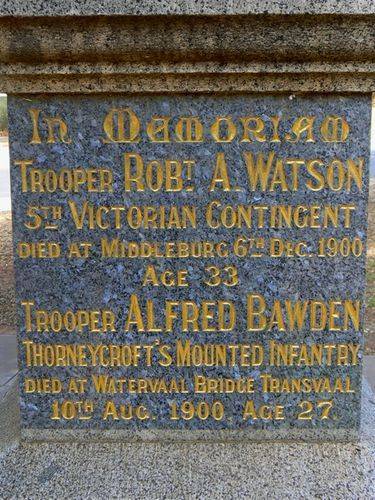 In Memoriam
Trooper Robt. A. Watson
5th Victorian Contingent
died at Middleburg 6th Dec. 1900
Age 33
Trooper Alfred Bawden
Thorneycroft's Mounted Infantry
died at Watervaal Bridge Transvaal
10th Aug. 1900 Age 27